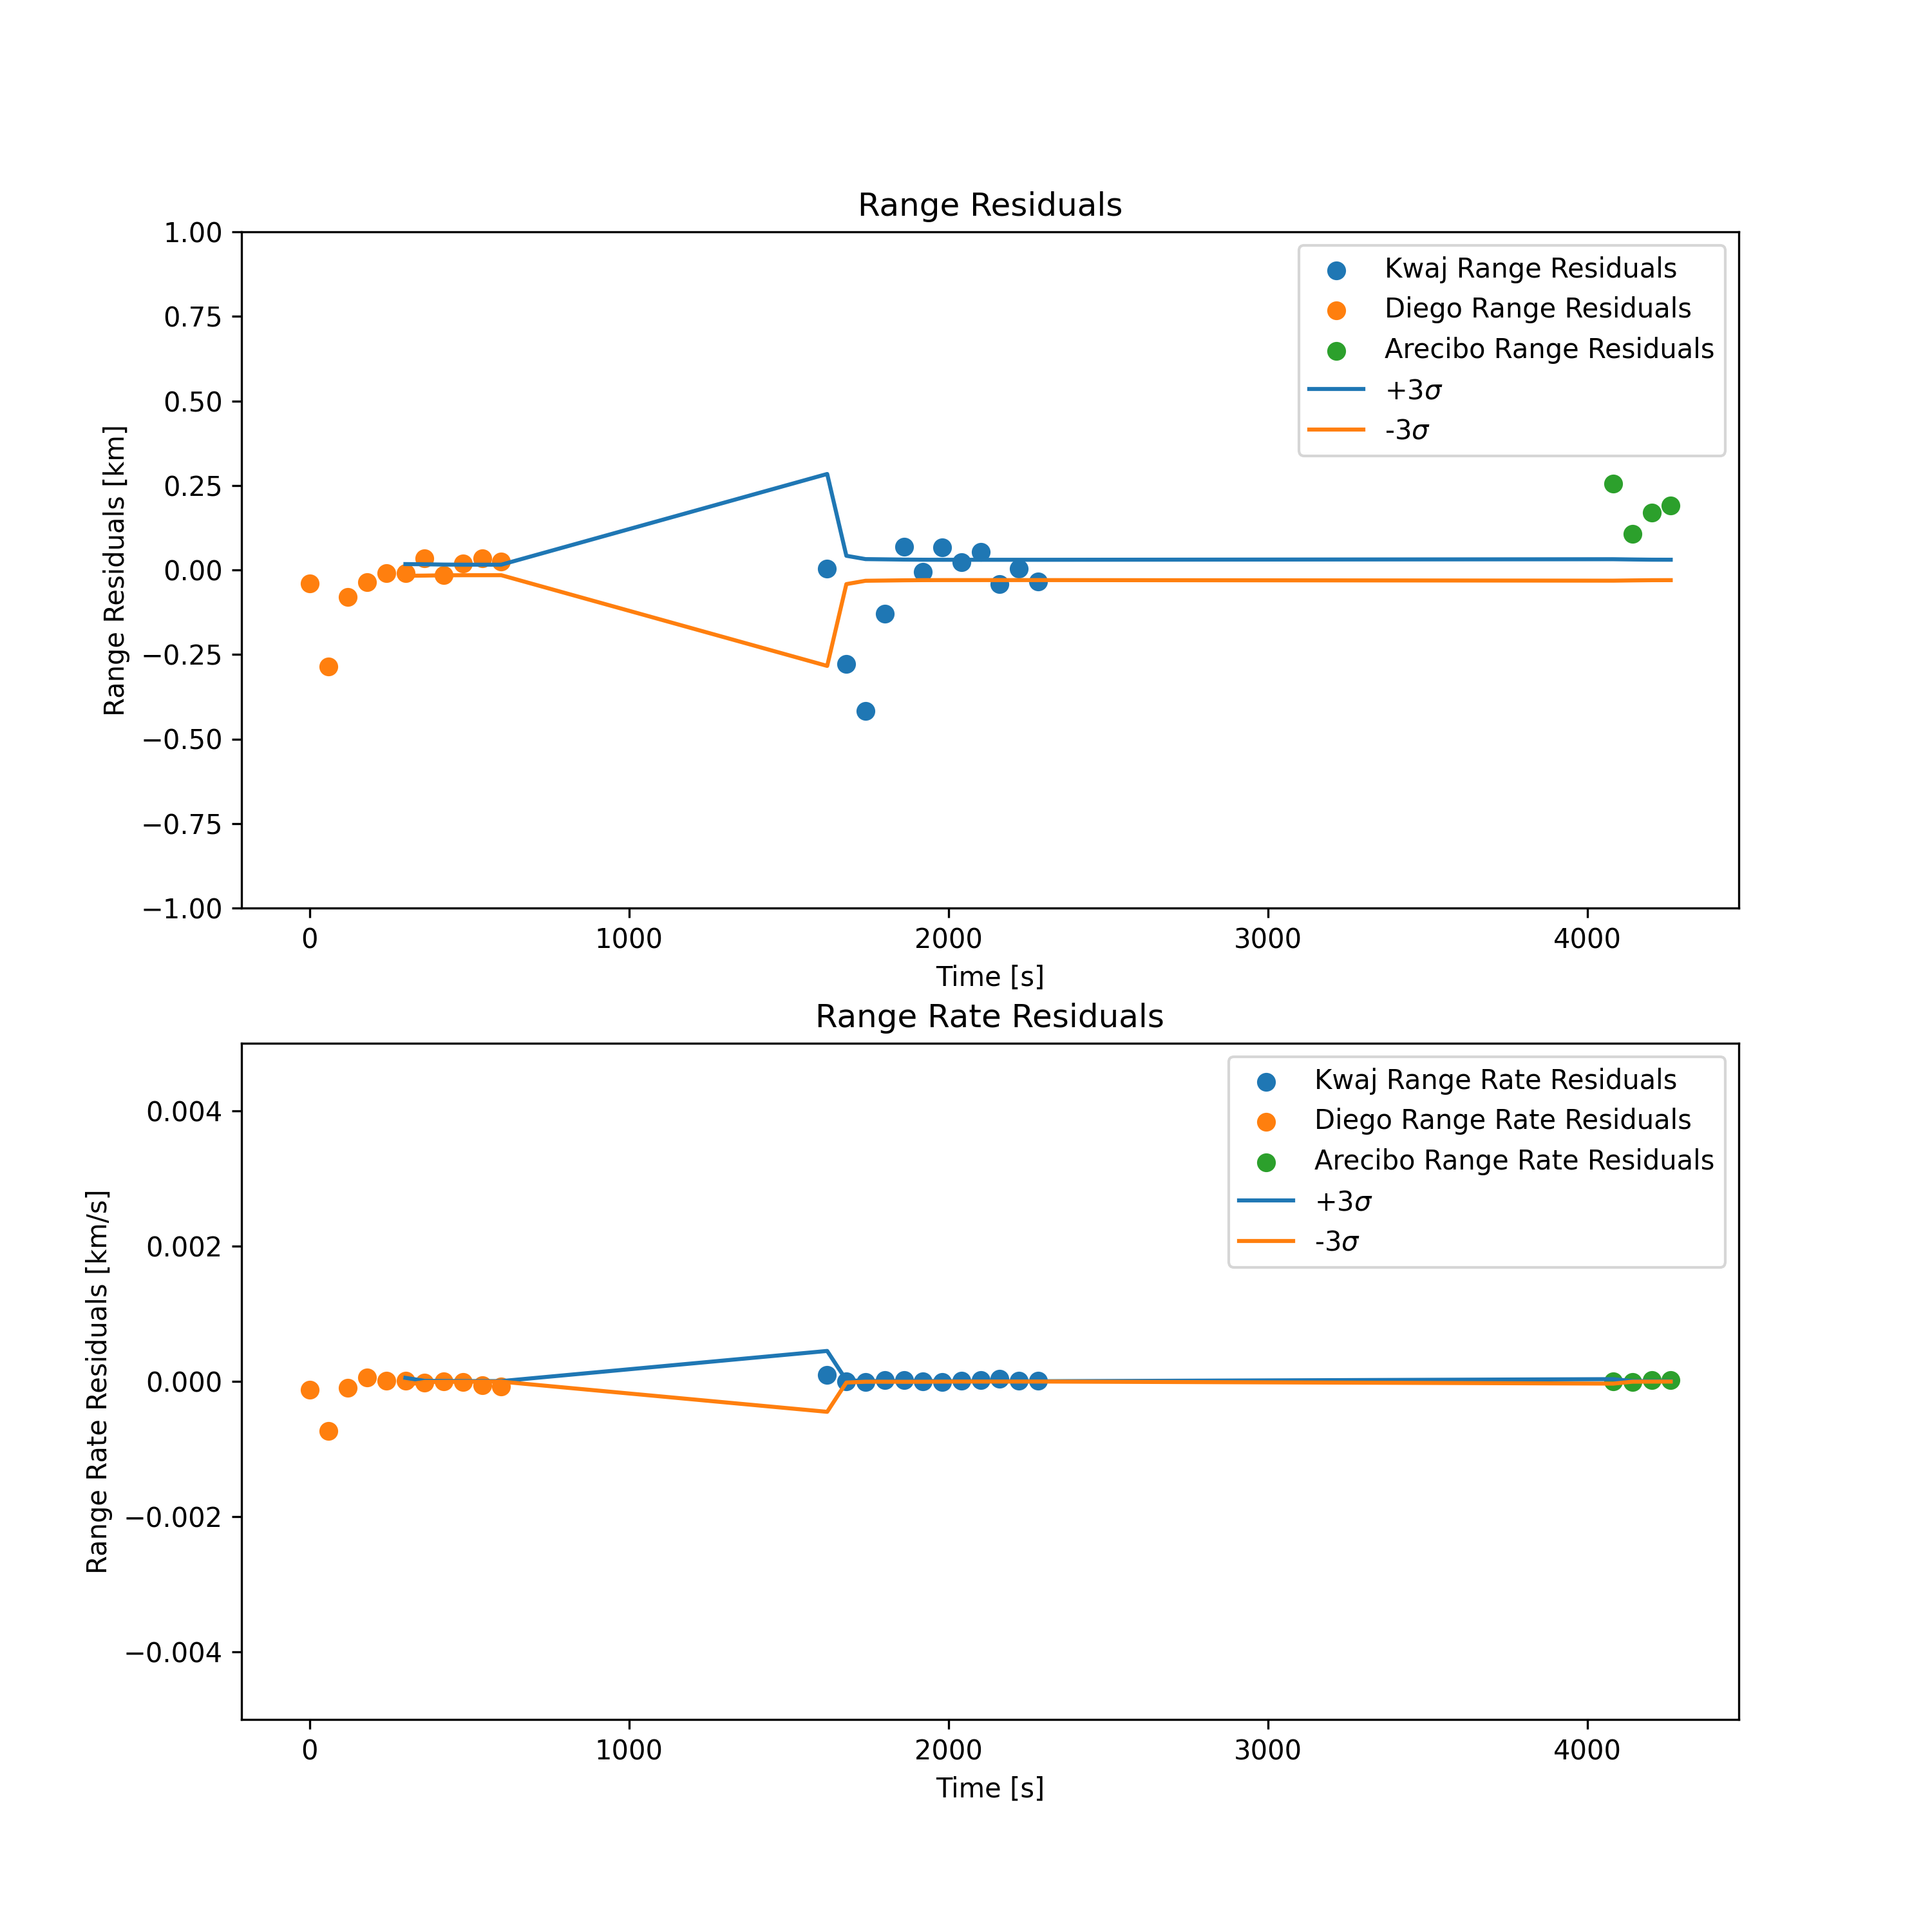 Range Residuals
1.00
0.75
0.50
0.25
0.00
−0.25
−0.50
−0.75
−1.00
Range Residuals [km]
Kwaj Range Residuals
Diego Range Residuals
Arecibo Range Residuals
+3σ
-3σ
0 1000 2000 3000 4000
Time [s]
Range Rate Residuals
0.004
0.002
0.000
−0.002
−0.004
Range Rate Residuals [km/s]
Kwaj Range Rate Residuals
Diego Range Rate Residuals
Arecibo Range Rate Residuals
+3σ
-3σ
0 1000 2000 3000 4000
Time [s]